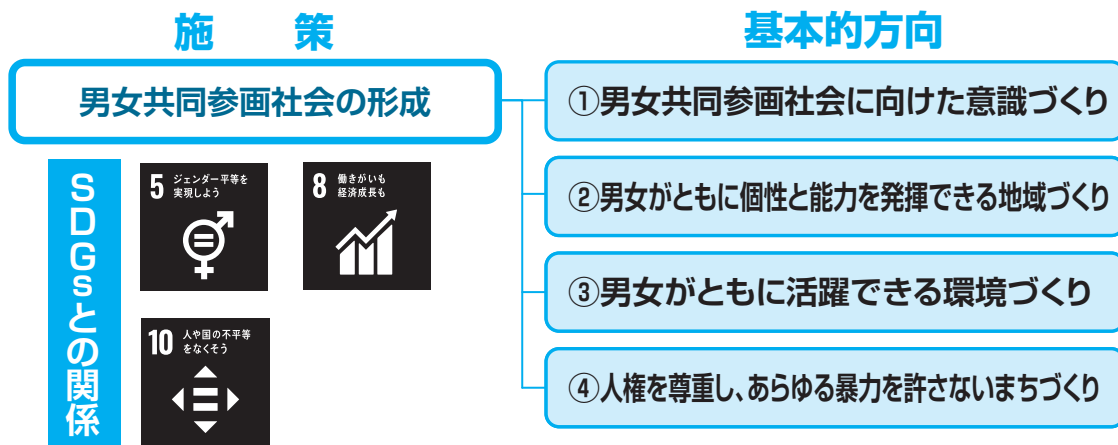 施　策
男女共同参画社会の形成
SDGsとの関係
5 ジェンダー平等を
実現しよう
8 働きがいも
経済成長も
10 人や国の不平等
をなくそう
基本的方向
①男女共同参画社会に向けた意識づくり
②男女がともに個性と能力を発揮できる地域づくり
③男女がともに活躍できる環境づくり
④人権を尊重し、あらゆる暴力を許さないまちづくり